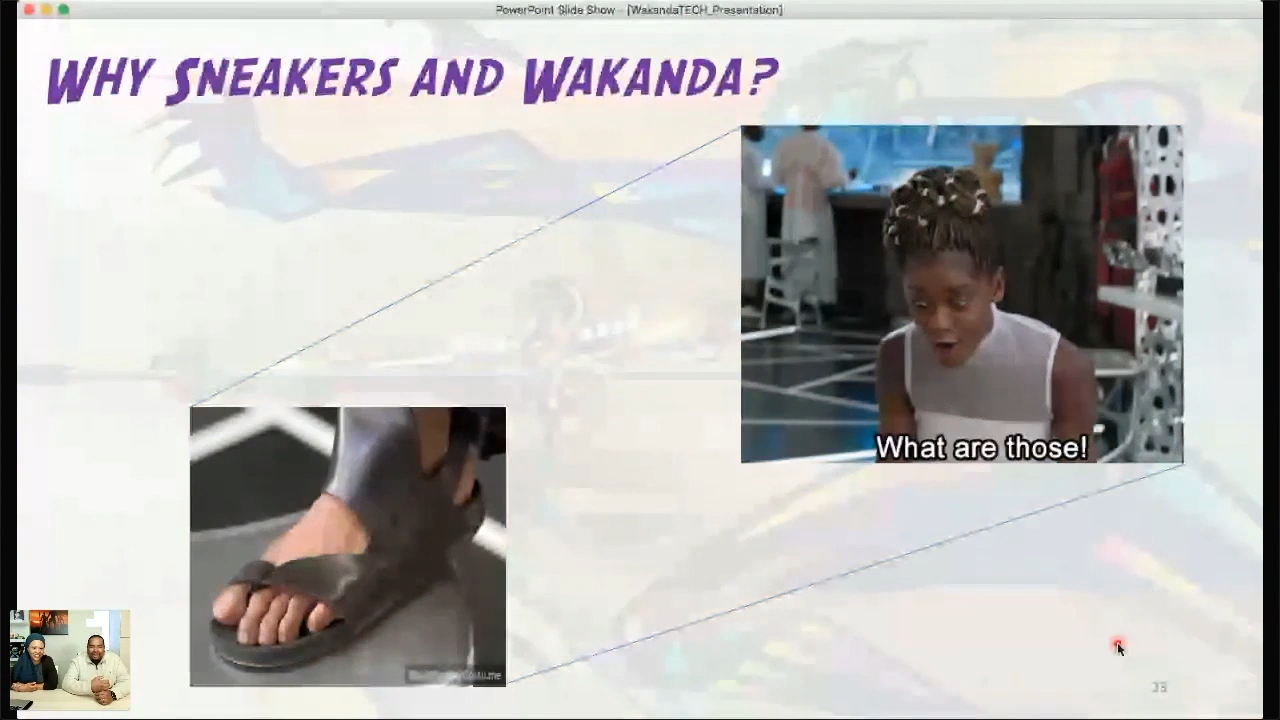 PowerPoint Slide Show - [WakandaTECH_Presentation]
WHY SNEAKERS AND WAKANDA?
What are those!